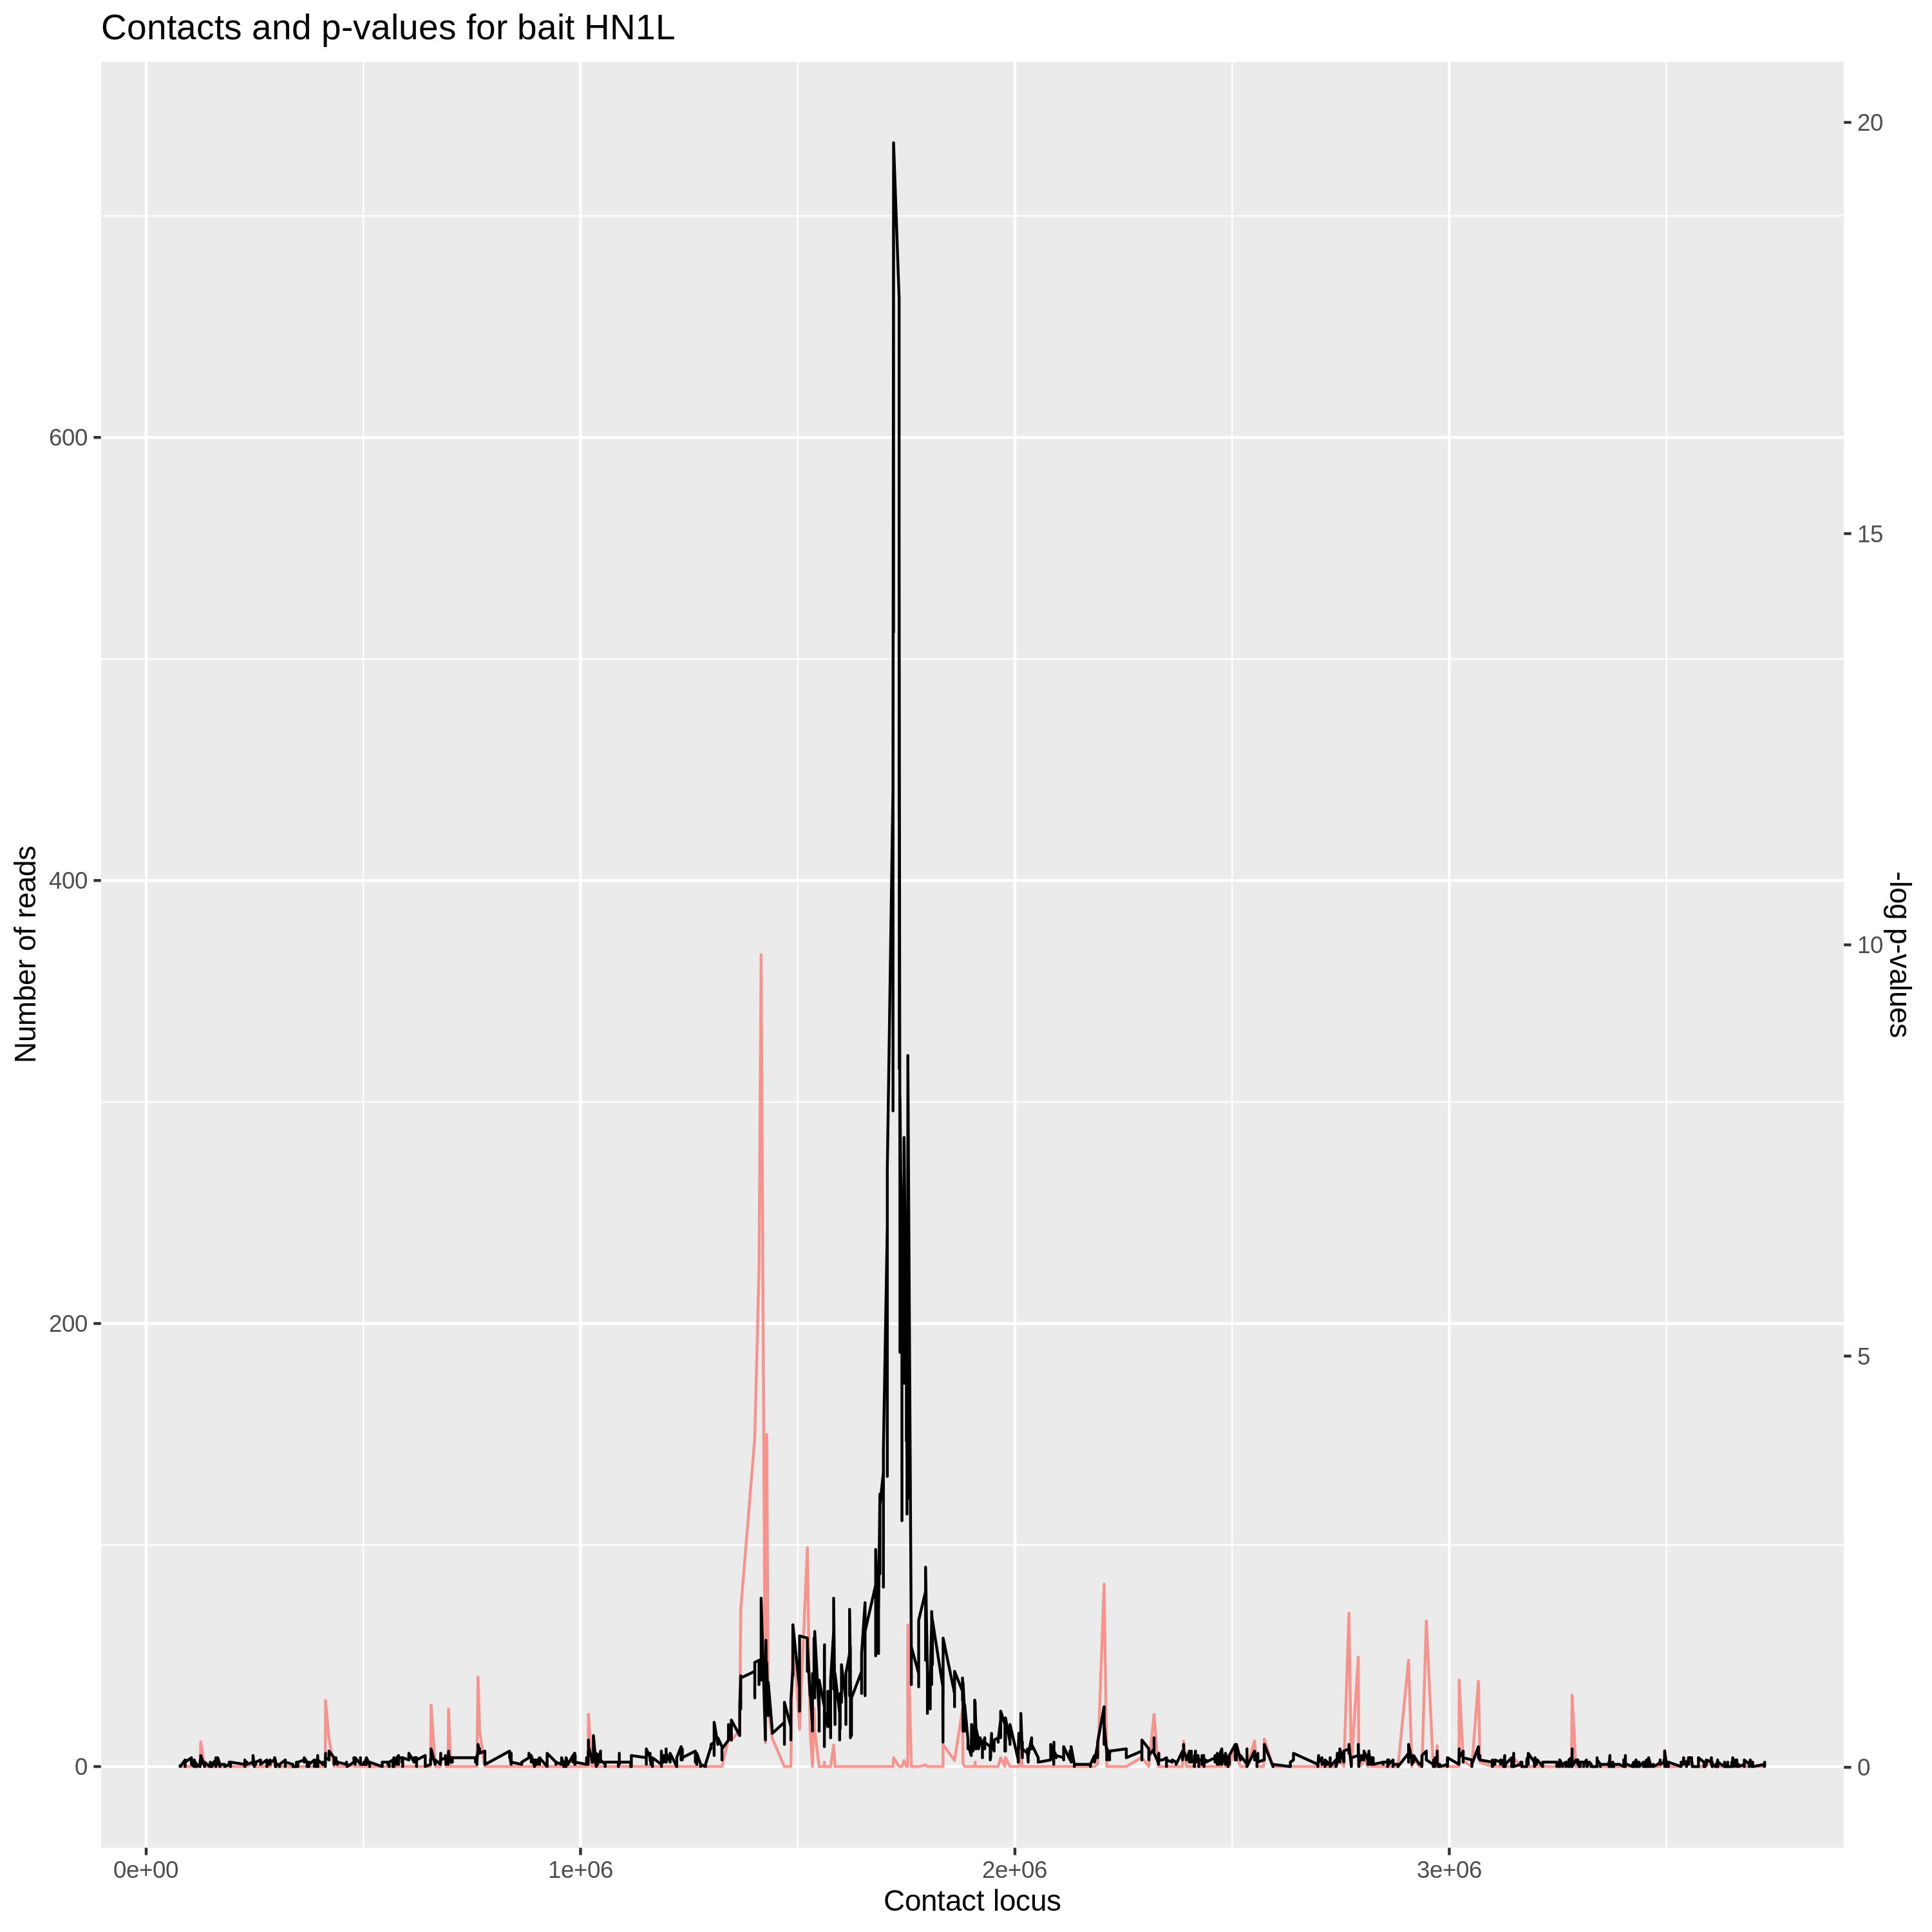 Contacts and p-values for bait HN1L
Number of reads
600
400
200
0
20
15
10
5
0
-log p-values
0e+00 1e+06 2e+06 3e+06
Contact locus